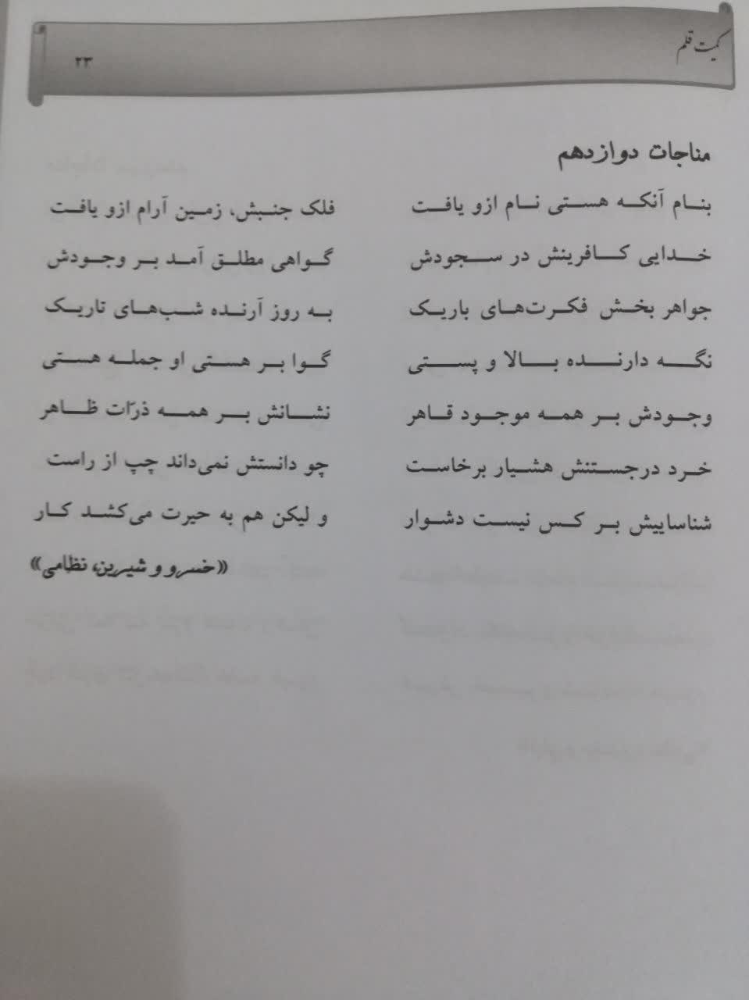 کمیت قلم
۲۳
مناجات دوازدهم
بنام آنکه هستی نام ازو یافت فلک جنبش، زمین آرام ازو یافت
خدایی کافرینش در سجودش گواهی مطلق آمد بر وجودش
جواهر بخش فکرت‌های باریک به روز آرنده شب‌های تاریک
نگه دارنده بالا و پستی گوا بر هستی او جمله هستی
وجودش بر همه موجود قاهر نشانش بر همه ذرّات ظاهر
خرد درجستنش هشیار برخاست چو دانستش نمی‌داند چپ از راست
شناساییش بر کس نیست دشوار و لیکن هم به حیرت می‌کشد کار
«خسرو و شیرین، نظامی»